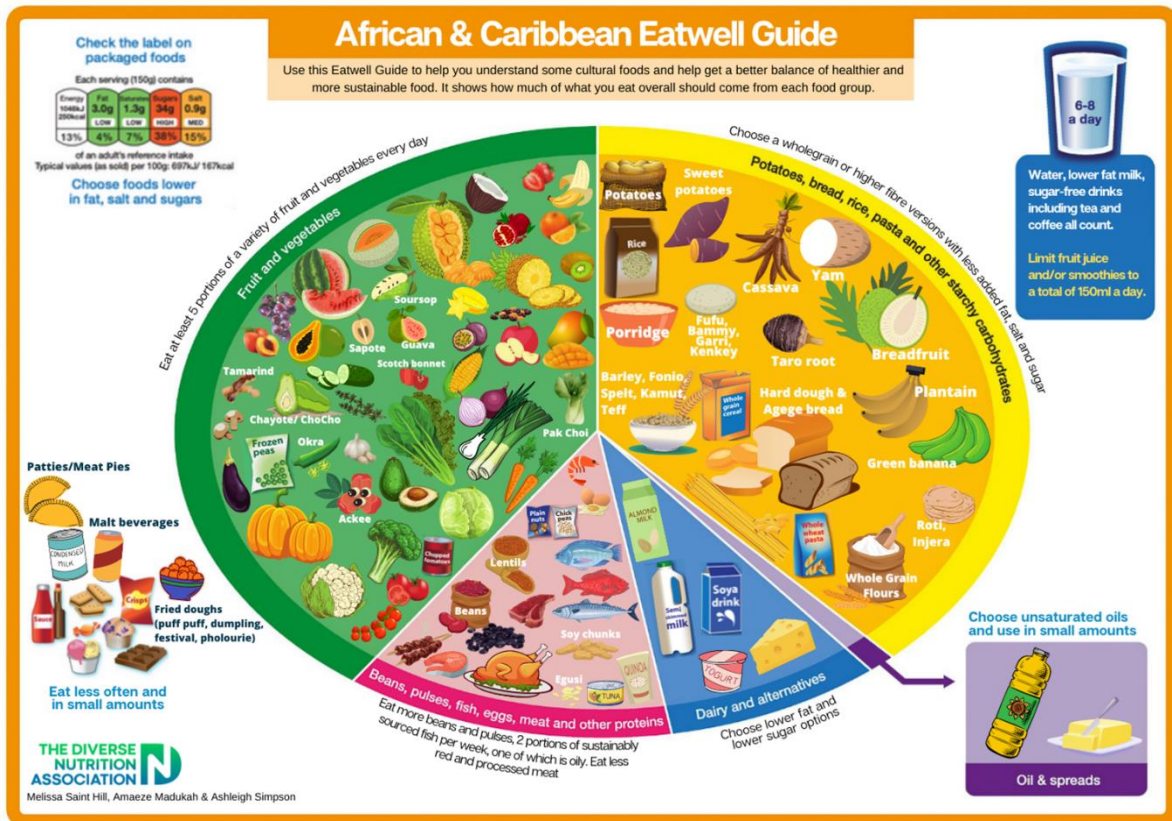 African & Caribbean Eatwell Guide
Use this Eatwell Guide to help you understand some cultural foods and help get a better balance of healthier and
more sustainable food. It shows how much of what you eat overall should come from each food group.
Check the label on
packaged foods
Each serving (150g) contains
Energy
1046kJ
250kcal
13%
Fat
3.0g
LOW
4%
Saturates
1.3g
LOW
7%
Sugars
34g
HIGH
38%
Salt
0.9g
MED
15%
of an adult's reference intake
Typical values (as sold) per 100g: 697kJ/ 167kcal
Choose foods lower
in fat, salt and sugars
6-8
a day
Water, lower fat milk,
sugar-free drinks
including tea and
coffee all count.
Limit fruit juice
and/or smoothies to
a total of 150ml a day.
Eat at least 5 portions of a variety of fruit and vegetables every day
Fruit and vegetables
Soursop
Sapote
Guava
Scotch bonnet
Tamarind
Chayote/ ChoCho
Okra
Pak Choi
Frozen
peas
Ackee
Chopped
tomatoes
Choose a wholegrain or higher fibre versions with less added fat, salt and sugar
Potatoes, bread, rice, pasta and other starchy carbohydrates
Potatoes
Sweet
potatoes
Rice
Cassava
Yam
Porridge
Fufu,
Bammy,
Garri,
Kenkey
Taro root
Breadfruit
Barley, Fonio,
Spelt, Kamut,
Teff
Whole
grain
cereal
Hard dough &
Agege bread
Plantain
Green banana
Whole
wheat
pasta
Roti,
Injera
Whole Grain
Flours
Plain
nuts
Chick
peas
Lentils
Beans
Soy chunks
Egusi
TUNA
QUINOA
Beans, pulses, fish, eggs, meat and other proteins
Eat more beans and pulses, 2 portions of sustainably
sourced fish per week, one of which is oily. Eat less
red and processed meat
ALMOND
MILK
Semi
skimmed
milk
Soya
drink
YOGURT
Dairy and alternatives
Choose lower fat and
lower sugar options
Patties/Meat Pies
Malt beverages
CONDENSED
MILK
Sauce
Crisps
Fried doughs
(puff puff, dumpling,
festival, pholourie)
Eat less often and
in small amounts
Choose unsaturated oils
and use in small amounts
Oil & spreads
THE DIVERSE
NUTRITION
ASSOCIATION
Melissa Saint Hill, Amaeze Madukah & Ashleigh Simpson